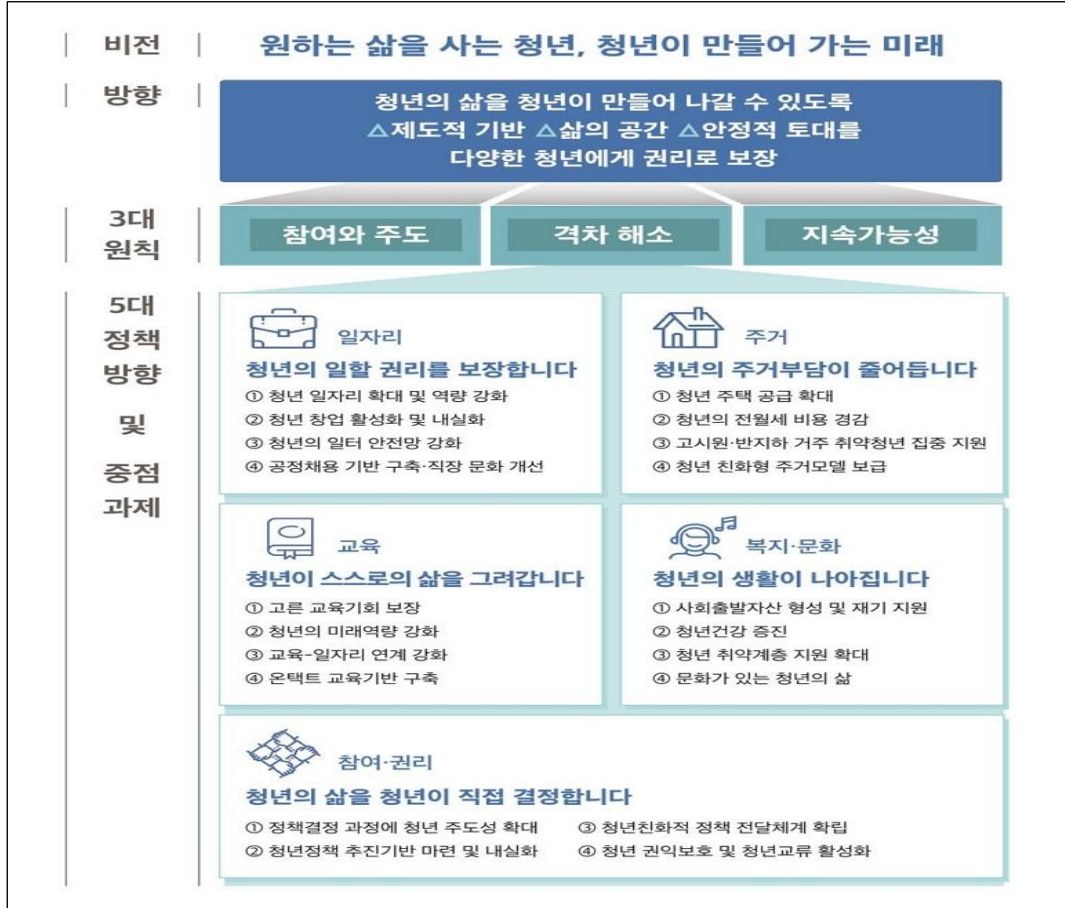 비전
원하는 삶을 사는 청년, 청년이 만들어 가는 미래
방향
청년의 삶을 청년이 만들어 나갈 수 있도록
△제도적 기반 △삶의 공간 △안정적 토대를
다양한 청년에게 권리로 보장
3대
원칙
참여와 주도
격차 해소
지속가능성
5대
정책
방향
및
중점
과제
일자리
청년의 일할 권리를 보장합니다
① 청년 일자리 확대 및 역량 강화
② 청년 창업 활성화 및 내실화
③ 청년의 일터 안전망 강화
④ 공정채용 기반 구축·직장 문화 개선
주거
청년의 주거부담이 줄어듭니다
① 청년 주택 공급 확대
② 청년의 전월세 비용 경감
③ 고시원·반지하 거주 취약청년 집중 지원
④ 청년 친화형 주거모델 보급
교육
청년이 스스로의 삶을 그려갑니다
① 고른 교육기회 보장
② 청년의 미래역량 강화
③ 교육-일자리 연계 강화
④ 온택트 교육기반 구축
복지·문화
청년의 생활이 나아집니다
① 사회출발자산 형성 및 재기 지원
② 청년건강 증진
③ 청년 취약계층 지원 확대
④ 문화가 있는 청년의 삶
참여·권리
청년의 삶을 청년이 직접 결정합니다
① 정책결정 과정에 청년 주도성 확대
② 청년정책 추진기반 마련 및 내실화
③ 청년친화적 정책 전달체계 확립
④ 청년 권익보호 및 청년교류 활성화